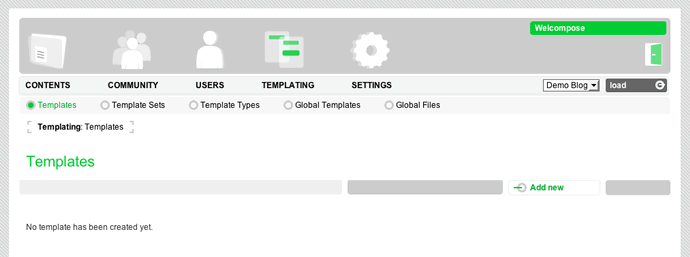 Welcompose
CONTENTS COMMUNITY USERS TEMPLATING SETTINGS Demo Blog load
Templates Template Sets Template Types Global Templates Global Files
Templating: Templates
Templates
Add new
No template has been created yet.